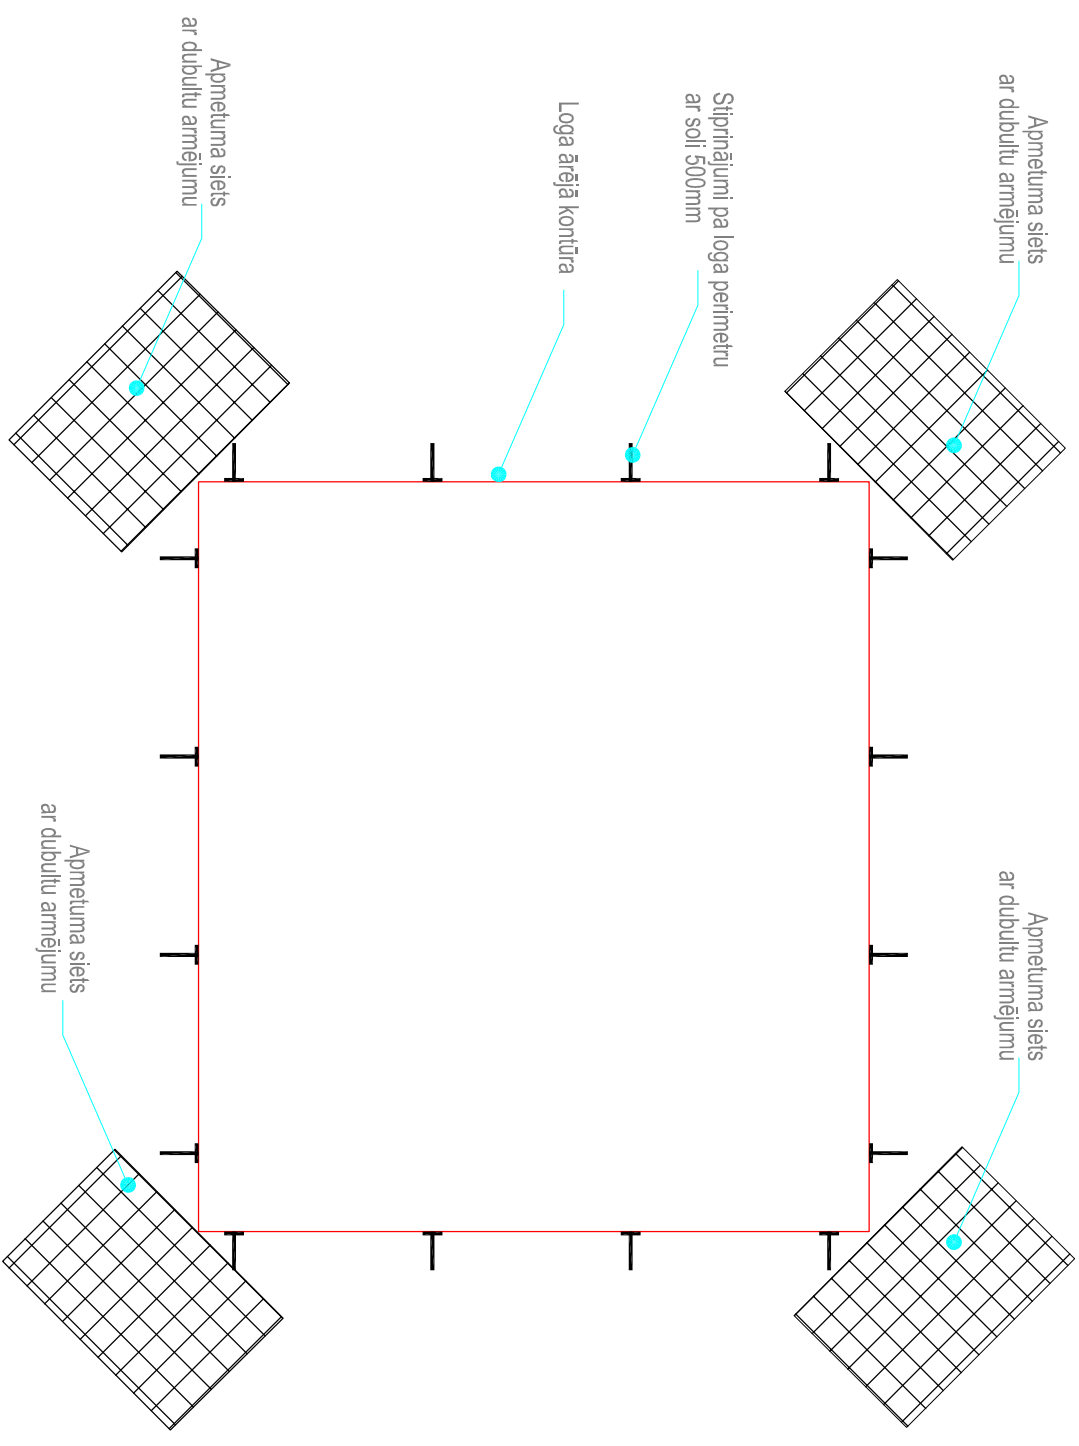 Apmetuma siets
ar dubultu armējumu
Apmetuma siets
ar dubultu armējumu
Stiprinājumi pa loga perimetru
ar soli 500mm
Loga ārējā kontūra
Apmetuma siets
ar dubultu armējumu
Apmetuma siets
ar dubultu armējumu